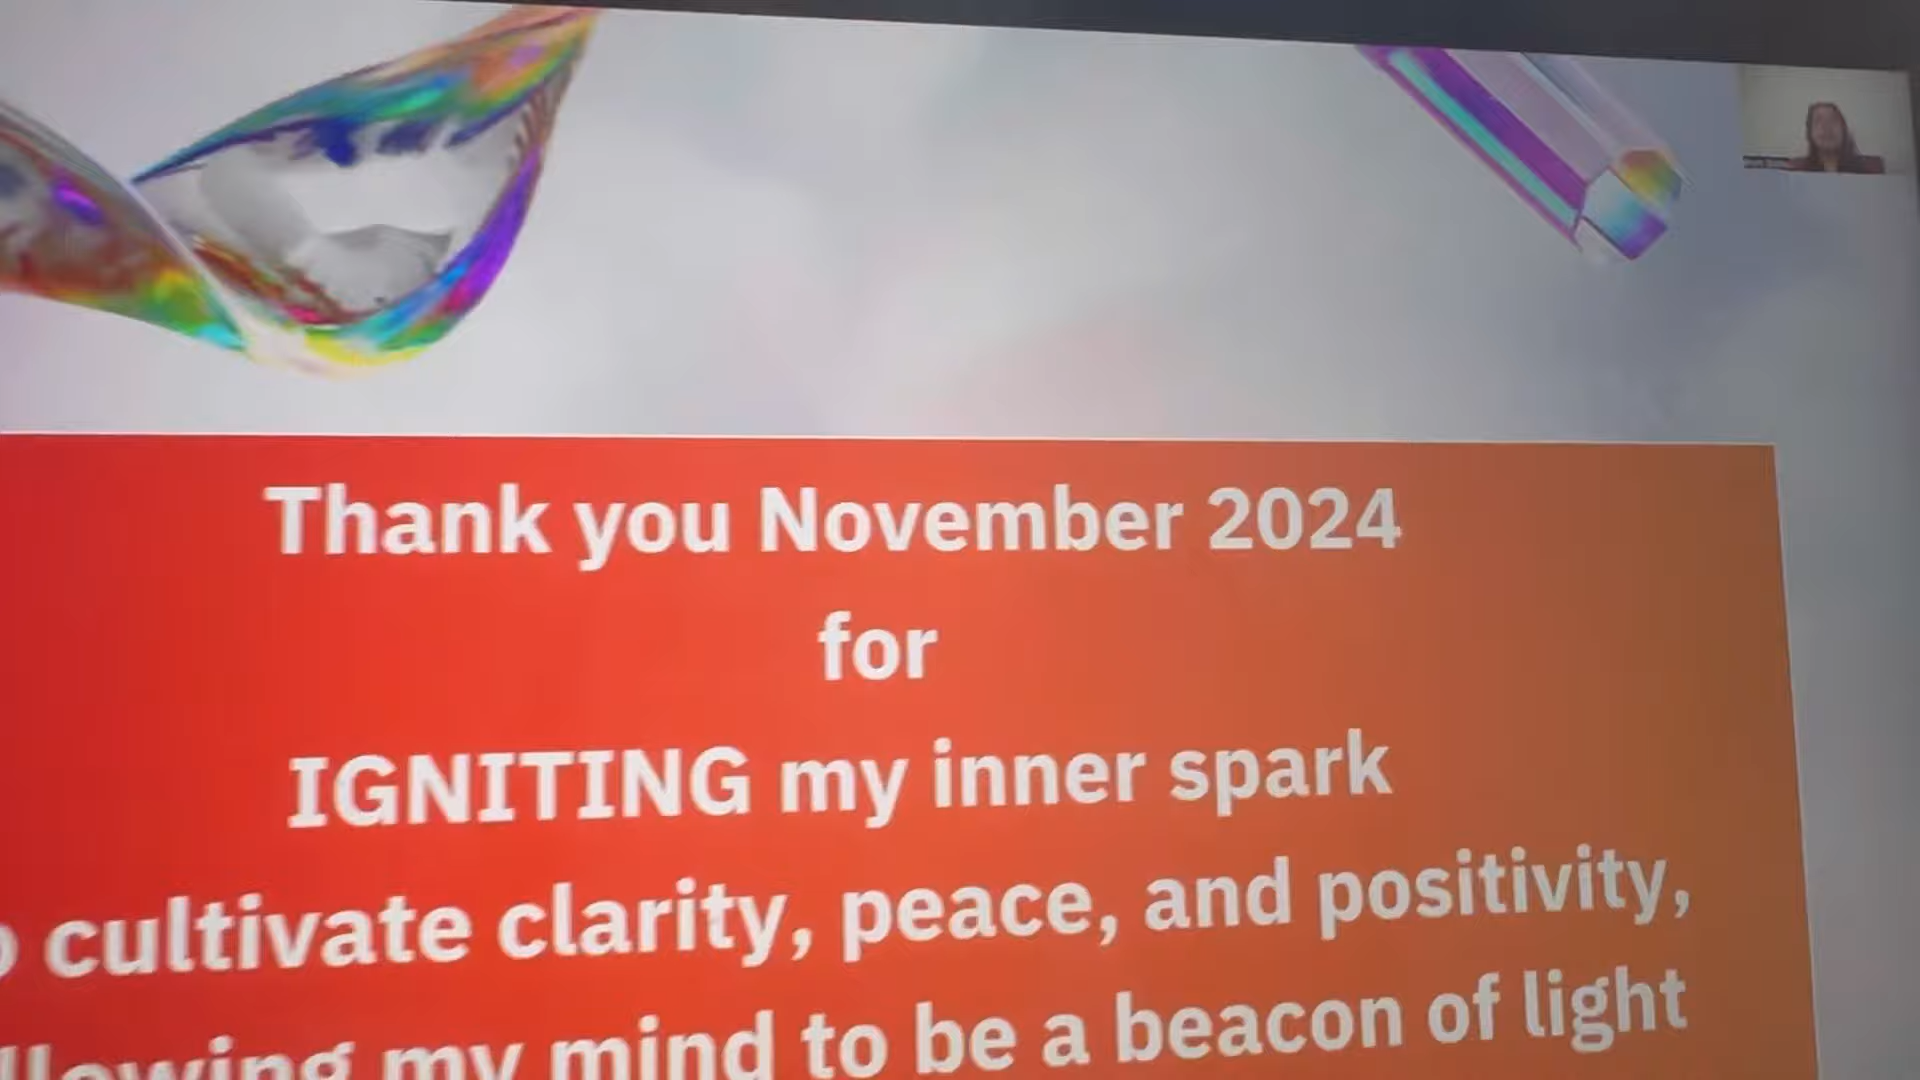 Thank you November 2024
for
IGNITING my inner spark
cultivate clarity, peace, and positivity,
my mind to be a beacon of light